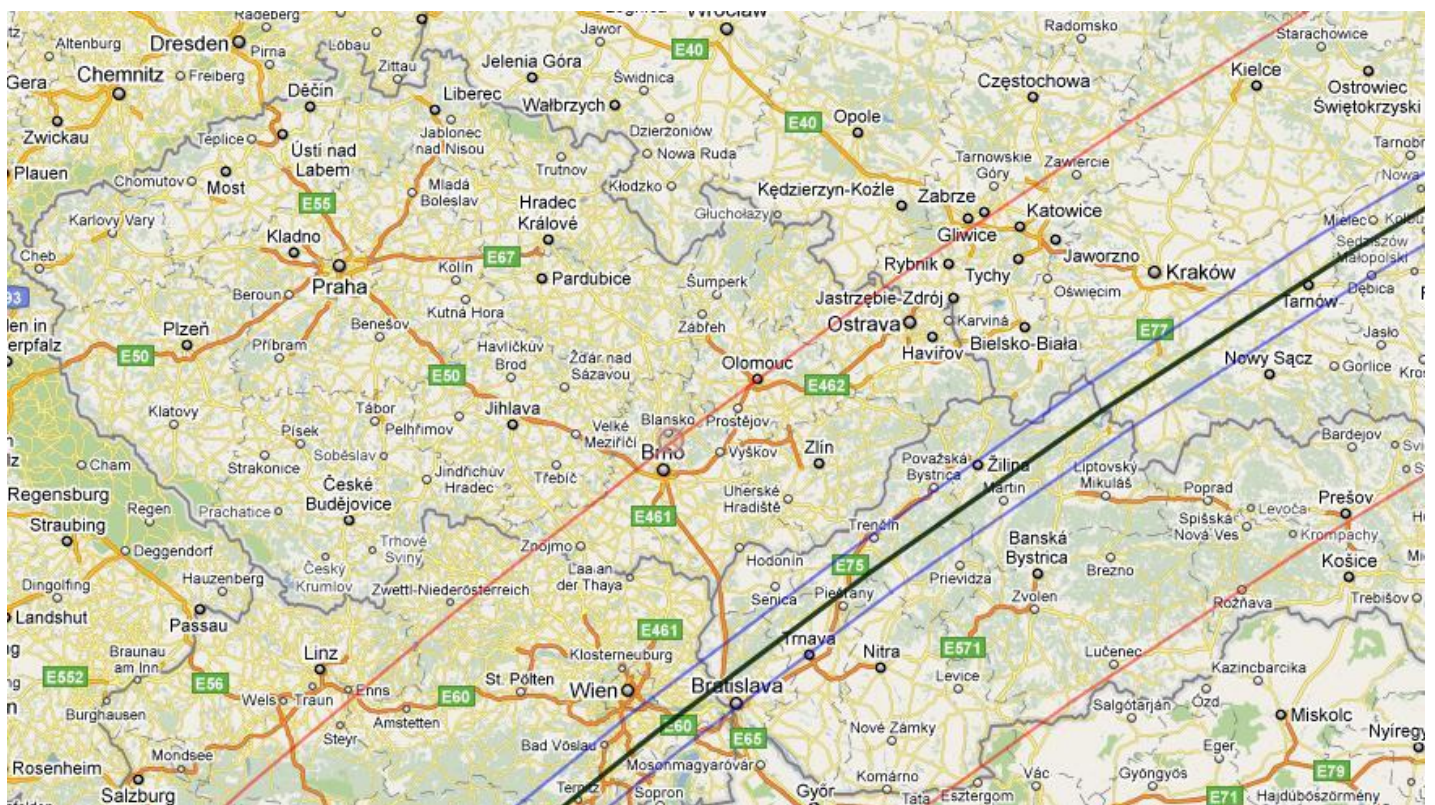 Radeberg
Wrocław
Altenburg
Dresden
Pirna
Löbau
Jawor
E40
Radomsko
Starachowice
Gera
Chemnitz
Freiberg
Zittau
Jelenia Góra
Świdnica
Częstochowa
Kielce
Ostrowiec
Świętokrzyski
Zwickau
Děčín
Liberec
Wałbrzych
Dzierżoniów
E40
Opole
Teplice
Ústí nad
Labem
Jablonec
nad Nisou
Nowa Ruda
Tarnowskie
Góry
Zawiercie
Plauen
Chomutov
Most
Trutnov
Kłodzko
Kędzierzyn-Koźle
Zabrze
Nowa
Karlovy Vary
E55
Mladá
Boleslav
Hradec
Králové
Głuchołazy
Katowice
Mielec
Cheb
Kladno
E67
Gliwice
Jaworzno
Sędziszów
Małopolski
Praha
Kolín
Pardubice
Šumperk
Rybnik
Tychy
Kraków
Dębica
93
Beroun
Kutná Hora
Jastrzębie-Zdrój
Oświęcim
Tarnów
Plzeň
Benešov
Zábřeh
Ostrava
Karviná
E77
Jasło
E50
Příbram
Havlíčkův
Brod
Žďár nad
Sázavou
Havířov
Bielsko-Biała
Nowy Sącz
Gorlice
E50
Olomouc
E462
Klatovy
Tábor
Pelhřimov
Jihlava
Velké
Meziříčí
Blansko
Prostějov
Písek
Soběslav
Brno
Vyškov
Zlín
Považská
Bystrica
Žilina
Bardejov
Cham
Strakonice
Jindřichův
Hradec
Třebíč
Martin
Liptovský
Mikuláš
Poprad
Prešov
Regensburg
Regen
Prachatice
České
Budějovice
E461
Uherské
Hradiště
Trenčín
Spišská
Nová Ves
Levoča
Krompachy
Straubing
Deggendorf
Trhové
Sviny
Znojmo
Hodonín
Banská
Bystrica
Košice
Dingolfing
Hauzenberg
Český
Krumlov
Zwettl-Niederösterreich
Laa an
der Thaya
E75
Prievidza
Brezno
Landshut
Passau
Senica
Piešťany
Zvolen
Rožňava
Trebišov
Linz
E461
Trnava
Nitra
E571
Lučenec
Braunau
am Inn
Klosterneuburg
Kazincbarcika
E552
E56
Wels
Traun
Enns
E60
St. Pölten
Wien
Bratislava
Levice
Salgótarján
Ózd
Burghausen
Amstetten
E60
Miskolc
Steyr
Bad Vöslau
E65
Nové Zámky
Eger
Rosenheim
Mondsee
Mosonmagyaróvár
Komárno
Vác
Gyöngyös
E79
Salzburg
Sopron
Győr
Tata
Esztergom
E71
Hajdúböszörmény